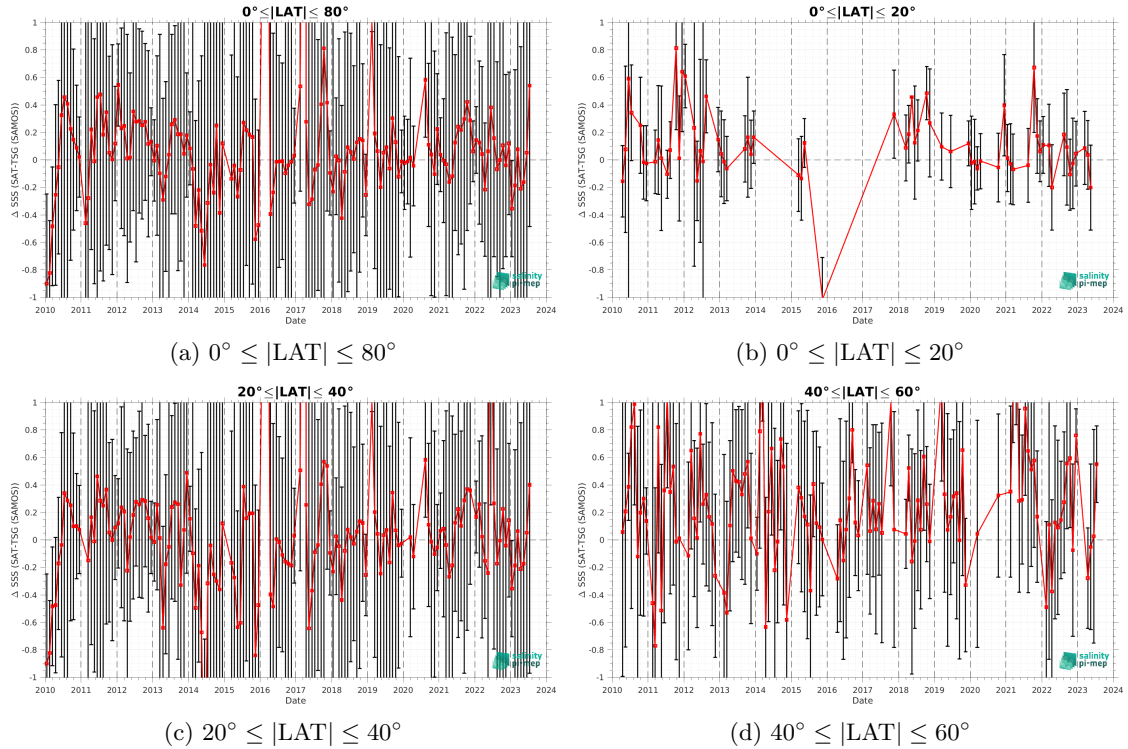 0°≤|LAT|≤ 80°
Δ SSS (SAT-TSG (SAMOS))
1
0.8
0.6
0.4
0.2
0
-0.2
-0.4
-0.6
-0.8
-1
salinity
pi-mep
2010 2011 2012 2013 2014 2015 2016 2017 2018 2019 2020 2021 2022 2023 2024
Date
(a) 0° ≤ |LAT| ≤ 80°
0°≤|LAT|≤ 20°
Δ SSS (SAT-TSG (SAMOS))
1
0.8
0.6
0.4
0.2
0
-0.2
-0.4
-0.6
-0.8
-1
salinity
pi-mep
2010 2011 2012 2013 2014 2015 2016 2017 2018 2019 2020 2021 2022 2023 2024
Date
(b) 0° ≤ |LAT| ≤ 20°
20°≤|LAT|≤ 40°
Δ SSS (SAT-TSG (SAMOS))
1
0.8
0.6
0.4
0.2
0
-0.2
-0.4
-0.6
-0.8
-1
salinity
pi-mep
2010 2011 2012 2013 2014 2015 2016 2017 2018 2019 2020 2021 2022 2023 2024
Date
(c) 20° ≤ |LAT| ≤ 40°
40°≤|LAT|≤ 60°
Δ SSS (SAT-TSG (SAMOS))
1
0.8
0.6
0.4
0.2
0
-0.2
-0.4
-0.6
-0.8
-1
salinity
pi-mep
2010 2011 2012 2013 2014 2015 2016 2017 2018 2019 2020 2021 2022 2023 2024
Date
(d) 40° ≤ |LAT| ≤ 60°